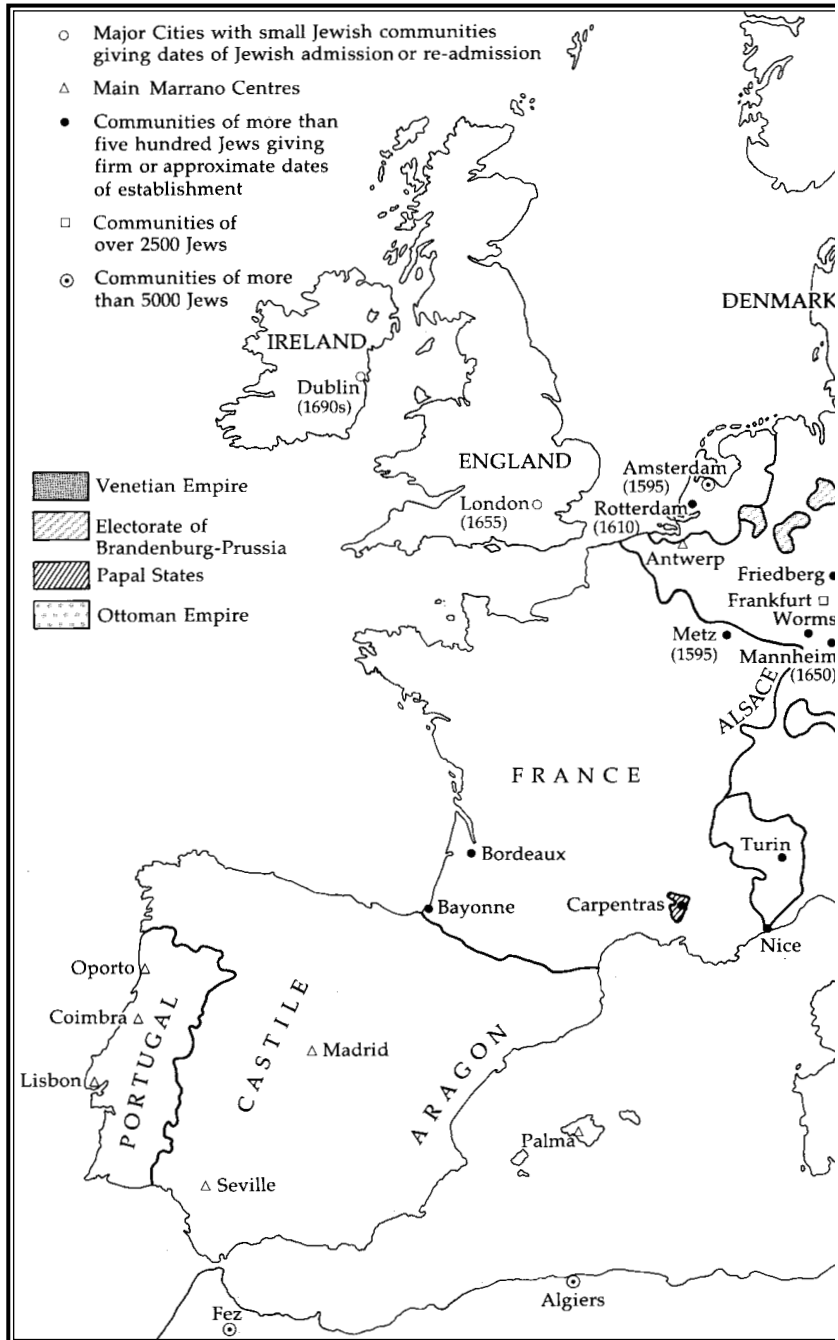 Major Cities with small Jewish communities
giving dates of Jewish admission or re-admission
Main Marrano Centres
Communities of more than
five hundred Jews giving
firm or approximate dates
of establishment
Communities of
over 2500 Jews
Communities of more
than 5000 Jews
DENMARK
IRELAND
Dublin
(1690s)
ENGLAND
London
(1655)
Amsterdam
(1595)
Rotterdam
(1610)
Antwerp
Venetian Empire
Electorate of
Brandenburg-Prussia
Papal States
Ottoman Empire
Friedberg
Frankfurt
Worms
Metz
(1595)
Mannheim
(1650)
ALSACE
FRANCE
Turin
Bordeaux
Bayonne
Carpentras
Nice
Oporto
Coimbra
Lisbon
PORTUGAL
CASTILE
Madrid
ARAGON
Palma
Seville
Fez
Algiers